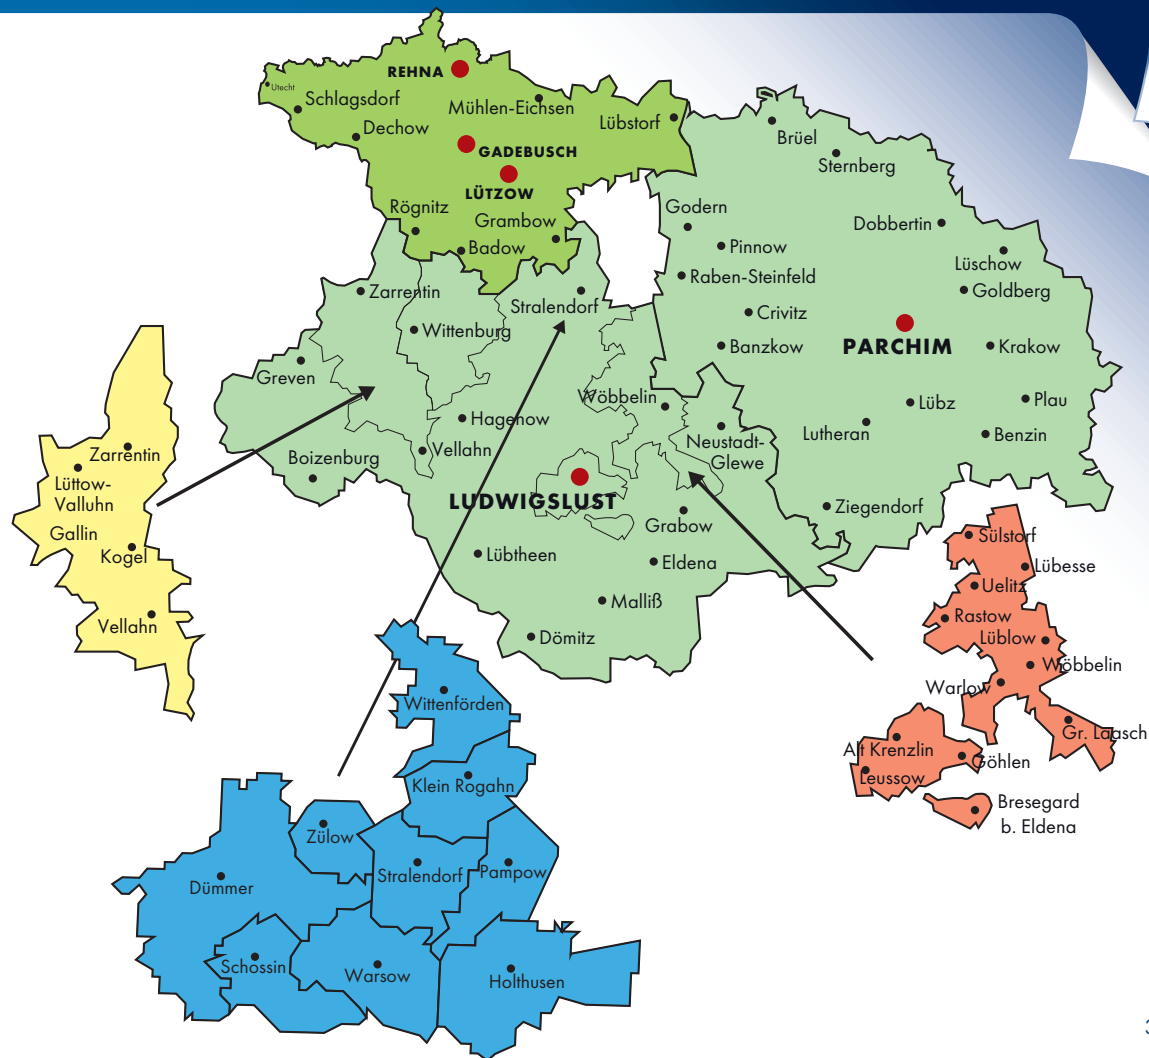 REHNA
Utecht
Schlagsdorf
Mühlen-Eichsen
Lübstorf
Dechow
GADEBUSCH
LÜTZOW
Rögnitz
Grambow
Badow
Brüel
Sternberg
Godern
Dobbertin
Pinnow
Lüschow
Raben-Steinfeld
Goldberg
Zarrentin
Stralendorf
Crivitz
Wittenburg
PARCHIM
Banzkow
Krakow
Greven
Wöbbelin
Plau
Lübz
Hagenow
Lutheran
Neustadt-
Glewe
Benzin
Vellahn
Boizenburg
LUDWIGSLUST
Ziegendorf
Grabow
Lübtheen
Eldena
Malliß
Dömitz
Zarrentin
Lüttow-
Valluhn
Gallin
Kogel
Vellahn
Sülstorf
Lübesse
Uelitz
Rastow
Lüblow
Wöbbelin
Warlow
Gr. Laasch
Alt Krenzlin
Göhlen
Leussow
Bresegard
b. Eldena
Wittenförden
Klein Rogahn
Zülow
Stralendorf
Pampow
Dümmer
Schossin
Warsow
Holthusen
3